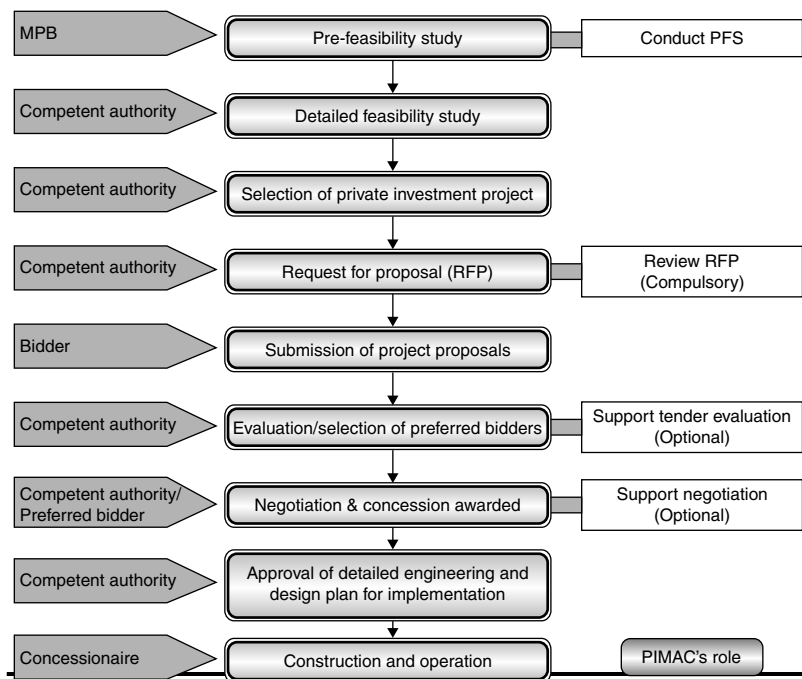 MPB
Pre-feasibility study
Conduct PFS
Competent authority
Detailed feasibility study
Competent authority
Selection of private investment project
Competent authority
Request for proposal (RFP)
Review RFP
(Compulsory)
Bidder
Submission of project proposals
Competent authority
Evaluation/selection of preferred bidders
Support tender evaluation
(Optional)
Competent authority/
Preferred bidder
Negotiation & concession awarded
Support negotiation
(Optional)
Competent authority
Approval of detailed engineering and
design plan for implementation
Concessionaire
Construction and operation
PIMAC's role